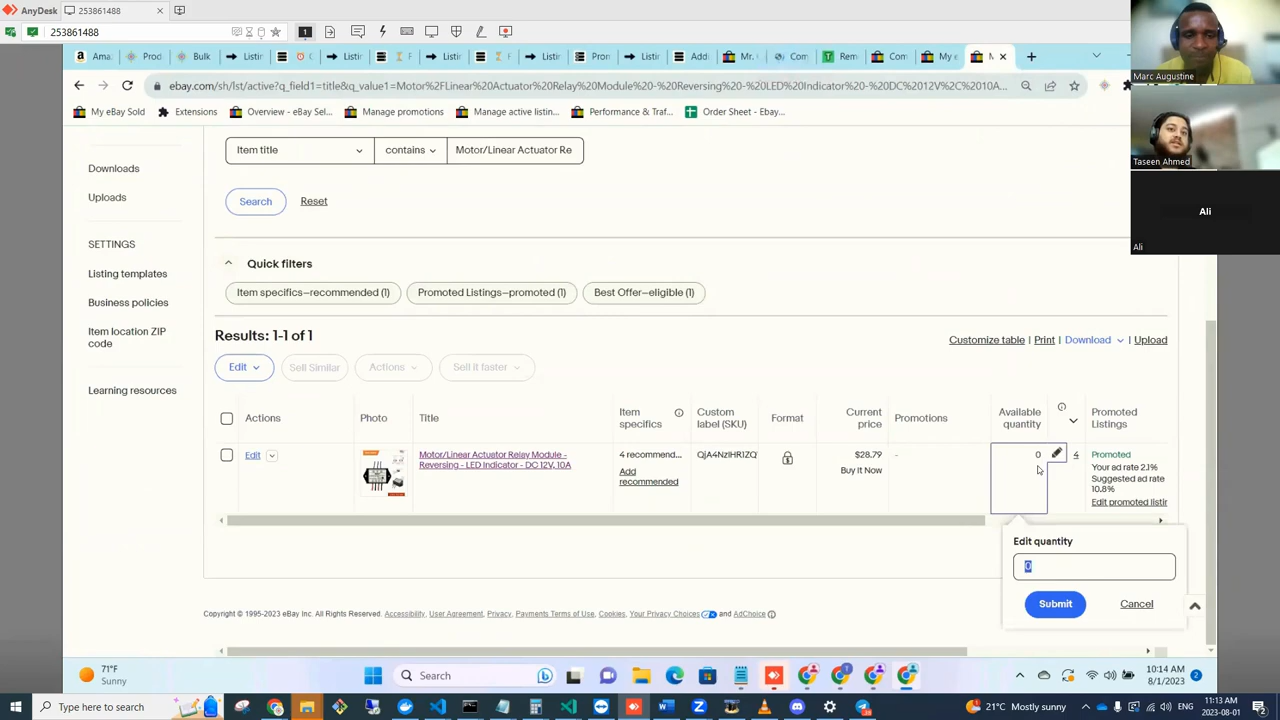 AnyDesk
253861488
253861488
1
Marc Augustine
Taseen Ahmed
Ali
Ali
Ama
Prod
Bulk
Listin
Listin
Listin
Listin
Addi
Mr.
Com
Rem
Com
My e
M
ebay.com/sh/lst/active?q_field1=title&q_value1=Motor%2FLinear%20Actuator%20Relay%20Module%20-%20Reversing%20-%20LED%20Indicator%20-%20DC%2012V%2C%2010A...
My eBay Sold
Extensions
Overview - eBay Sel...
Manage promotions
Manage active listin...
Performance & Traf...
Order Sheet - Ebay...
Downloads
Uploads
SETTINGS
Listing templates
Business policies
Item location ZIP
code
Learning resources
Item title
contains
Motor/Linear Actuator Re
Search
Reset
Quick filters
Item specifics–recommended (1)
Promoted Listings–promoted (1)
Best Offer–eligible (1)
Results: 1-1 of 1
Customize table | Print | Download | Upload
Edit
Sell Similar
Actions
Sell it faster
Actions
Photo
Title
Item
specifics
Custom
label (SKU)
Format
Current
price
Promotions
Available
quantity
Promoted
Listings
Edit
Motor/Linear Actuator Relay Module -
Reversing - LED Indicator - DC 12V, 10A
4 recommend...
Add
recommended
QjA4NzIHR1ZQ
$28.79
Buy It Now
-
0
4
Promoted
Your ad rate 2.1%
Suggested ad rate
10.8%
Edit promoted listir
Edit quantity
0
Submit
Cancel
Copyright © 1995-2023 eBay Inc. All Rights Reserved. Accessibility, User Agreement, Privacy, Payments Terms of Use, Cookies, Your Privacy Choices and AdChoice
71°F
Sunny
Search
10:14 AM
8/1/2023
2
Type here to search
21°C Mostly sunny
11:13 AM
2023-08-01
2